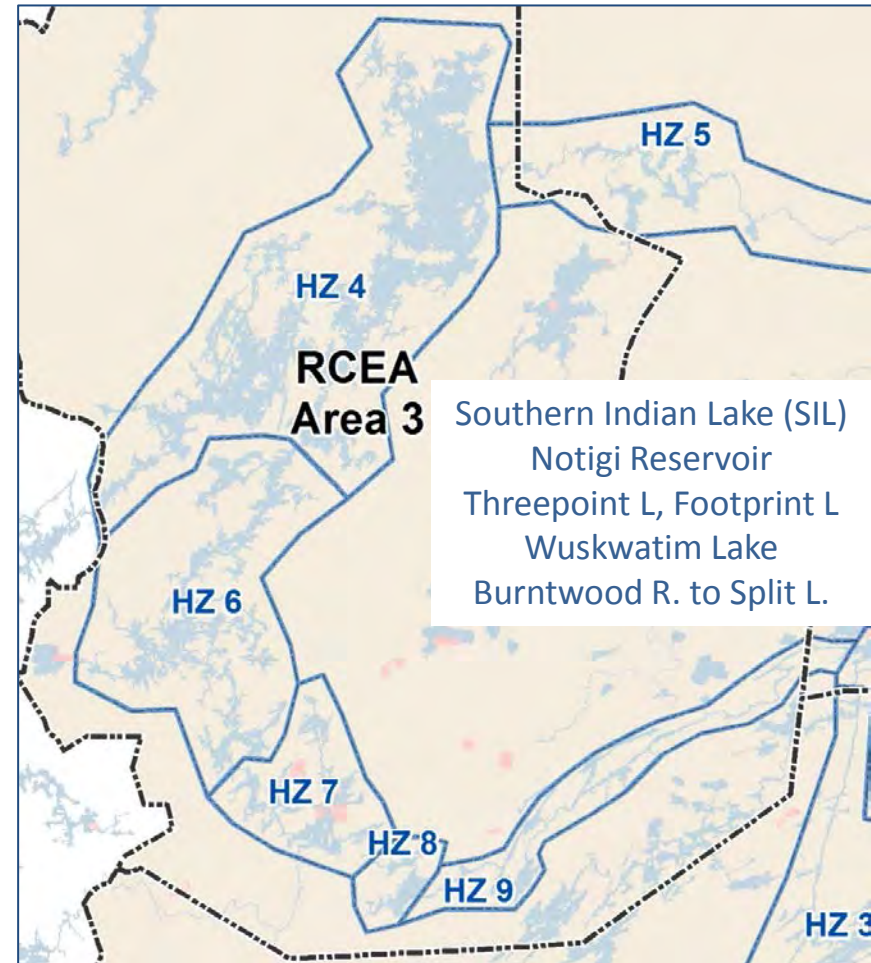 HZ 5
HZ 4
RCEA
Area 3
Southern Indian Lake (SIL)
Notigi Reservoir
Threepoint L, Footprint L
Wuskwatim Lake
Burntwood R. to Split L.
HZ 6
HZ 7
HZ 8
HZ 9
HZ 3